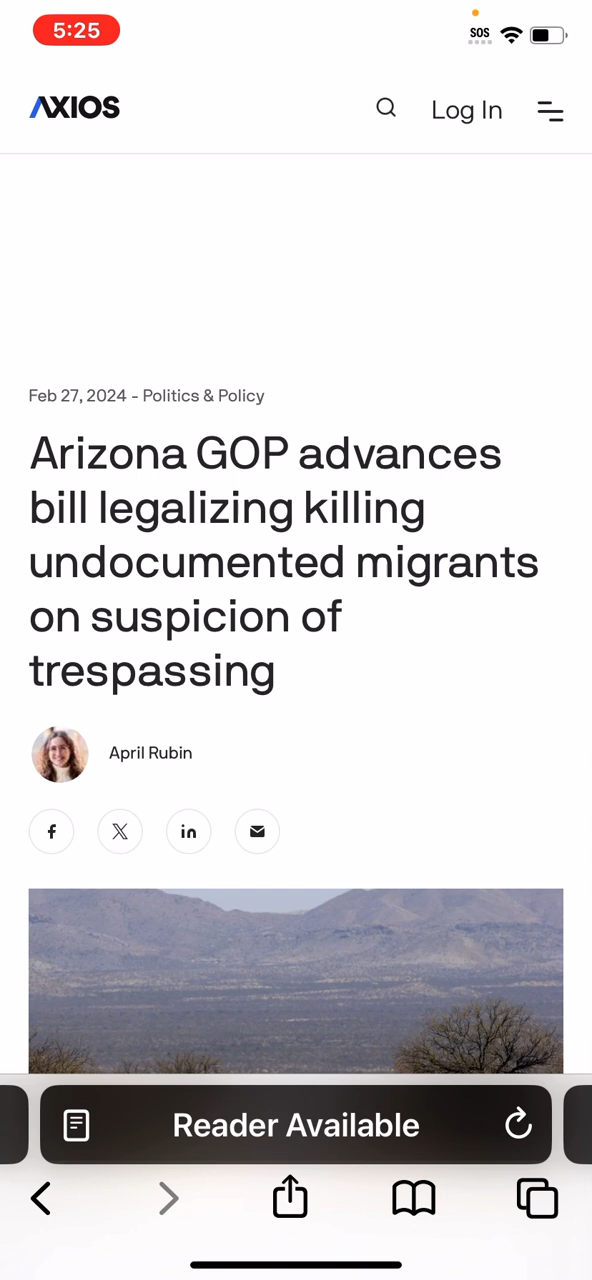 5:25
SOS
AXIOS
Log In
Feb 27, 2024 - Politics & Policy
Arizona GOP advances
bill legalizing killing
undocumented migrants
on suspicion of
trespassing
April Rubin
f
X
in
Reader Available